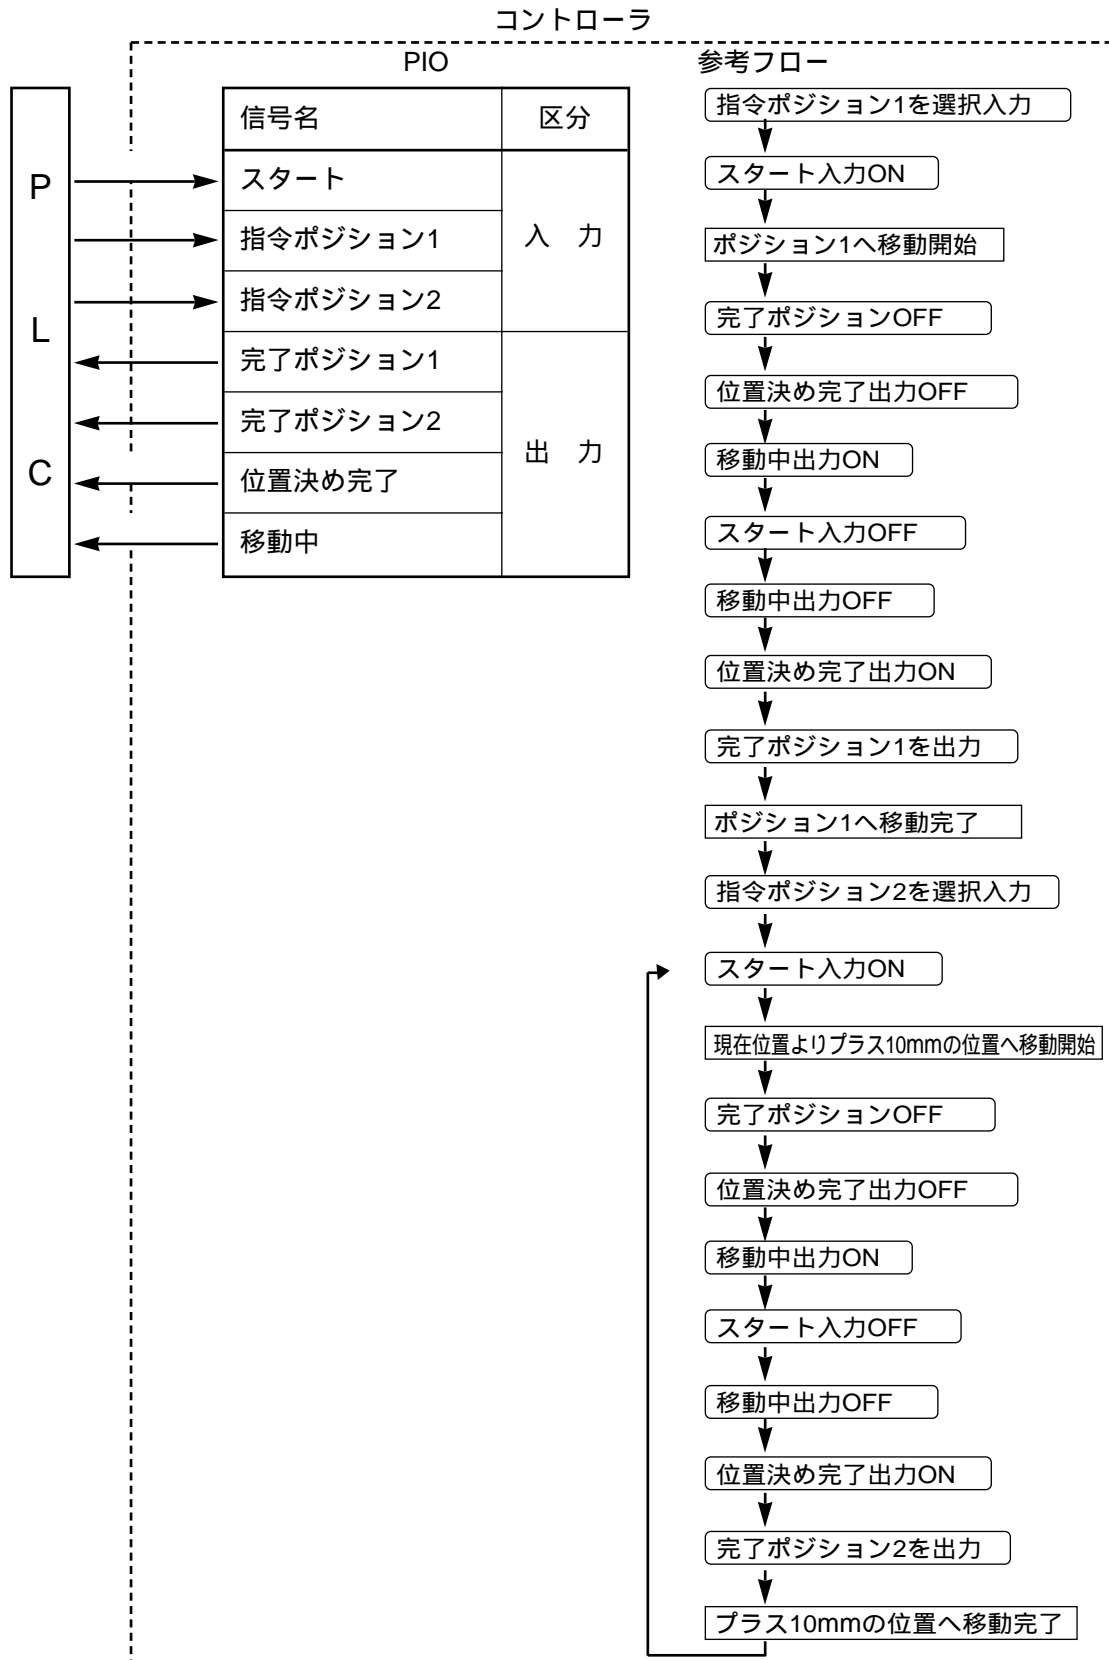 コントローラ
PIO
参考フロー
P
L
C
信号名 区分
スタート
指令ポジション1
指令ポジション2
入 力
完了ポジション1
完了ポジション2
位置決め完了
移動中
出 力
指令ポジション1を選択入力
スタート入力ON
ポジション1へ移動開始
完了ポジションOFF
位置決め完了出力OFF
移動中出力ON
スタート入力OFF
移動中出力OFF
位置決め完了出力ON
完了ポジション1を出力
ポジション1へ移動完了
指令ポジション2を選択入力
スタート入力ON
現在位置よりプラス10mmの位置へ移動開始
完了ポジションOFF
位置決め完了出力OFF
移動中出力ON
スタート入力OFF
移動中出力OFF
位置決め完了出力ON
完了ポジション2を出力
プラス10mmの位置へ移動完了